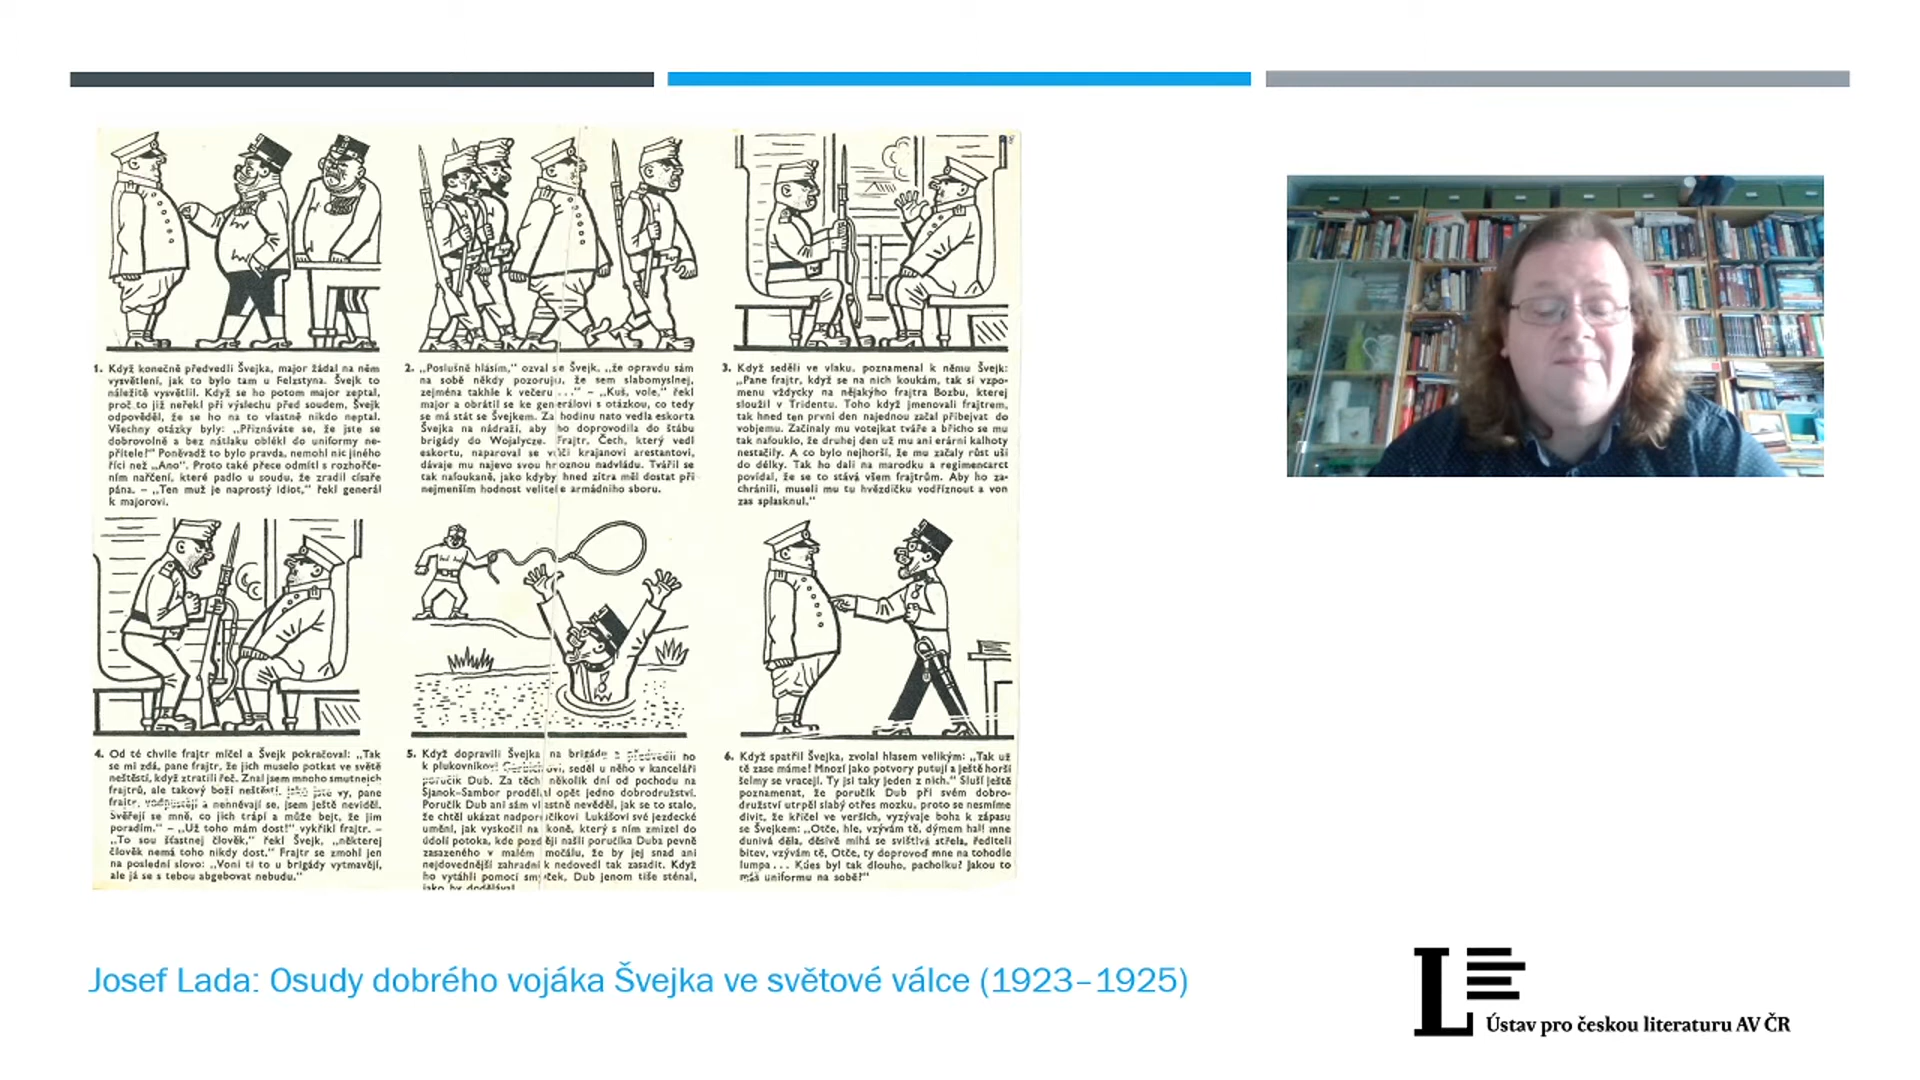 1. Když konečně předvedli Švejka, major žádal na něm
vysvětlení, jak to bylo tam u Felzstyna. Švejk to
náležitě vysvětlil. Když se ho potom major zeptal,
proč to již neřekl při výslechu před soudem, Švejk
odpověděl, že se ho na to vlastně nikdo neptal.
Všechny otázky byly: „Přiznáváte se, že jste se
dobrovolně a bez nátlaku oblékl do uniformy ne-
přítele?“ Poněvadž to bylo pravda, nemohl nic jiného
říci než „Ano“. Proto také přece odmítl s rozhořče-
ním nařčení, které padlo u soudu, že zradil císaře
pána. – „Ten muž je naprostý idiot,“ řekl generál
k majorovi.
2. „Poslušně hlásím,“ ozval se Švejk, „že opravdu sám
na sobě někdy pozoruju, že sem slabomyslnej,
zejména takhle k večeru ...“ – „Kuš, vole,“ řekl
major a obrátil se ke generálovi s otázkou, co tedy
se má stát se Švejkem. Za hodinu nato vedla eskorta
Švejka na nádraží, aby ho doprovodila do štábu
brigády do Wojalycze. Frajtr, Čech, který vedl
eskortu, naparoval se vůči krajanovi arestantovi,
dávaje mu najevo svou hroznou nadvládu. Tvářil se
tak nafoukaně, jako kdyby hned zítra měl dostat při
nejmenším hodnost velitele armádního sboru.
3. Když seděli ve vlaku, poznamenal k němu Švejk:
„Pane frajtr, když se na nich koukám, tak si vzpo-
menu vždycky na nějakýho frajtra Bozbu, kterej
sloužil v Tridentu. Toho když jmenovali frajtrem,
tak hned ten první den najednou začal přibejvat do
vobjemu. Začínaly mu votejkat tváře a břicho se mu
tak nafouklo, že druhej den už mu ani erární kalhoty
nestačily. A co bylo nejhorší, že mu začaly růst uši
do délky. Tak ho dali na marodku a regimentcarct
povídal, že se to stává všem frajtrům. Aby ho za-
chránili, museli mu tu hvězdičku vodříznout a von
zas splasknul.“
4. Od té chvíle frajtr mlčel a Švejk pokračoval: „Tak
se mi zdá, pane frajtr, že jich muselo potkat ve světě
neštěstí, když ztratili řeč. Znal jsem mnoho smutnejch
frajtrů, ale takový boží neštěstí, jako jste vy, pane
frajtr, vodpustějí a nehněvají se, jsem ještě neviděl.
Svěřejí se mně, co jich trápí a může bejt, že jim
poradím.“ – „Už toho mám dost!“ vykřikl frajtr. –
„To sou šťastnej člověk,“ řekl Švejk, „některej
člověk nemá toho nikdy dost.“ Frajtr se zmohl jen
na poslední slovo: „Voni ti to u brigády vytmavějí,
ale já se s tebou abgebovat nebudu.“
5. Když dopravili Švejka na brigádu a předvedli ho
k plukovníkovi Gerbichovi, seděl u něho v kanceláři
poručík Dub. Za těch několik dní od pochodu na
Sjanok–Sambor prodělal opět jedno dobrodružství.
Poručík Dub ani sám vlastně nevěděl, jak se to stalo,
že chtěl ukázat nadporučíkovi Lukášovi své jezdecké
umění, jak vyskočil na koně, který s ním zmizel do
údolí potoka, kde později našli poručíka Duba pevně
zasazeného v malém močálu, že by jej snad ani
nejdovednější zahradník nedovedl tak zasadit. Když
ho vytáhli pomocí smyček, Dub jenom tiše sténal,
jako by dodělával.
6. Když spatřil Švejka, zvolal hlasem velikým: „Tak už
tě zase máme! Mnozí jako potvory putují a ještě horší
šelmy se vracejí. Ty jsi taky jeden z nich.“ Sluší ještě
poznamenat, že poručík Dub při svém dobro-
družství utrpěl slabý otřes mozku, proto se nesmíme
divit, že křičel ve verších, vyzývaje boha k zápasu
se Švejkem: „Otče, hle, vzývám tě, dýmem hal! mne
dunivá děla, děsivě míhá se svištivá střela, řediteli
bitev, vzývám tě, Otče, ty doprovoď mne na tohodle
lumpa ... Kdes byl tak dlouho, pacholku? Jakou to
máš uniformu na sobě?“
Josef Lada: Osudy dobrého vojáka Švejka ve světové válce (1923–1925)
Ústav pro českou literaturu AV ČR